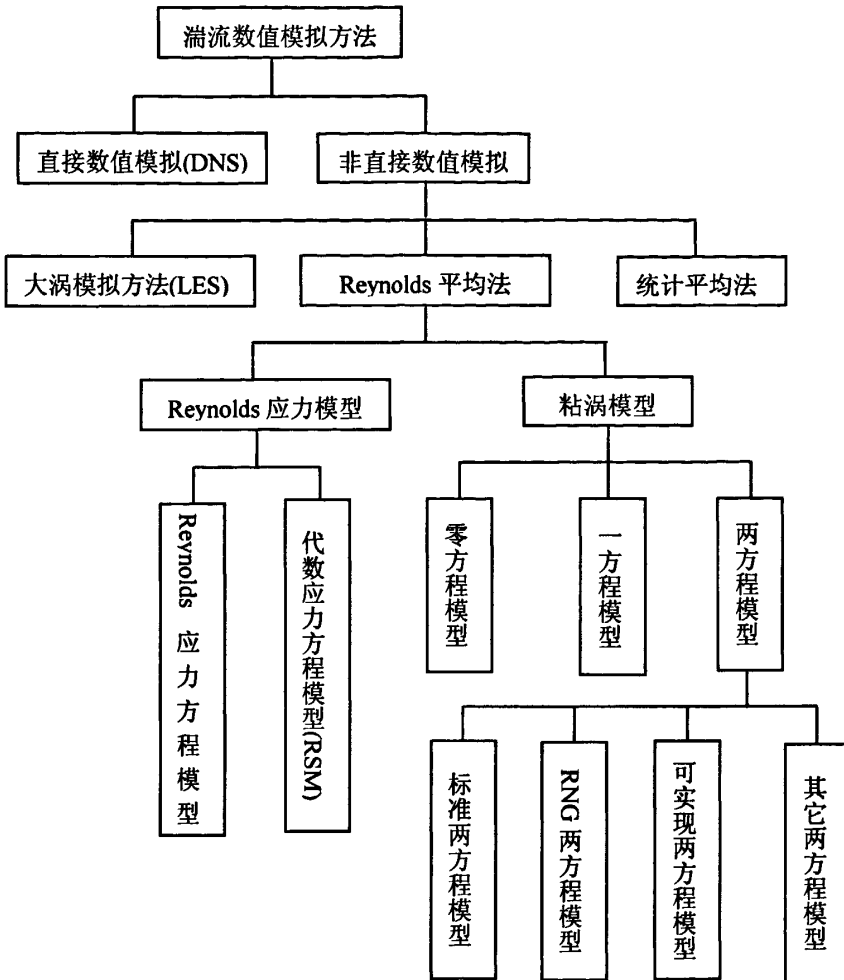 湍流数值模拟方法
直接数值模拟(DNS)
非直接数值模拟
大涡模拟方法(LES)
Reynolds 平均法
统计平均法
Reynolds 应力模型
粘涡模型
Reynolds 应力方程模型
代数应力方程模型(RSM)
零方程模型
一方程模型
两方程模型
标准两方程模型
RNG 两方程模型
可实现两方程模型
其它两方程模型